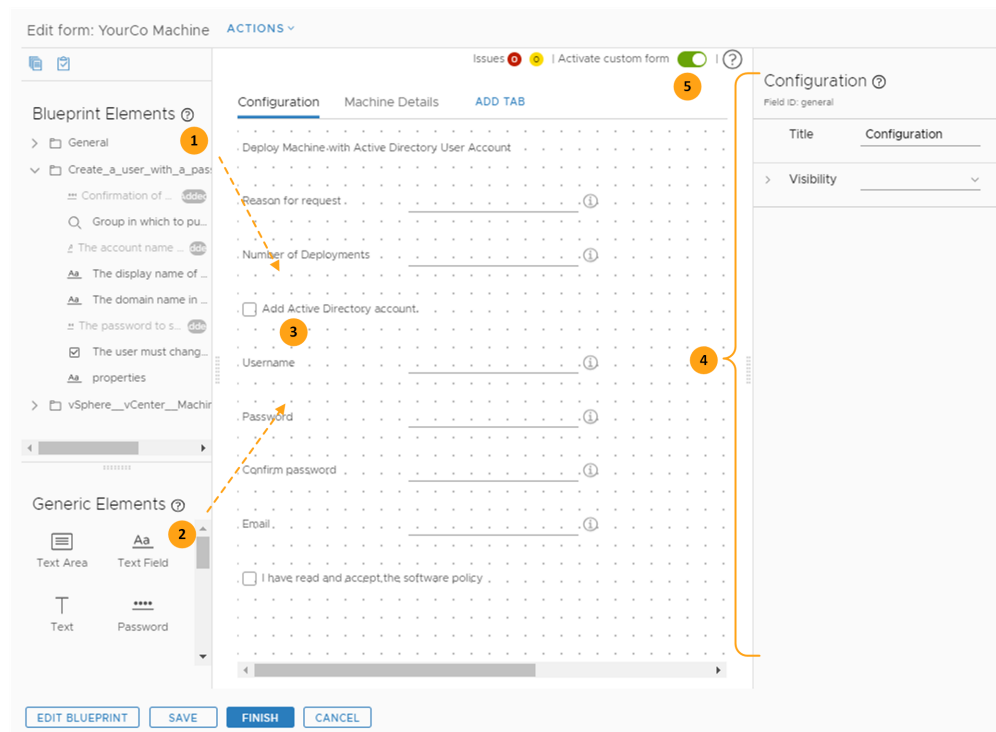 Edit form: YourCo Machine ACTIONS
Issues 0 0 | Activate custom form | ?
5
Blueprint Elements ?
1
General
Create_a_user_with_a_pas
Confirmation of ... added
Group in which to pu...
The account name ...
The display name of ...
The domain name in ...
The password to s...
The user must chang...
properties
vSphere__vCenter__Machin
Generic Elements ?
2
Text Area Text Field
Text Password
Configuration Machine Details ADD TAB
Deploy Machine with Active Directory User Account
Reason for request
Number of Deployments
Add Active Directory account.
3
Username
Password
Confirm password
Email
I have read and accept the software policy
4
Configuration ?
Field ID: general
Title Configuration
Visibility
EDIT BLUEPRINT SAVE FINISH CANCEL